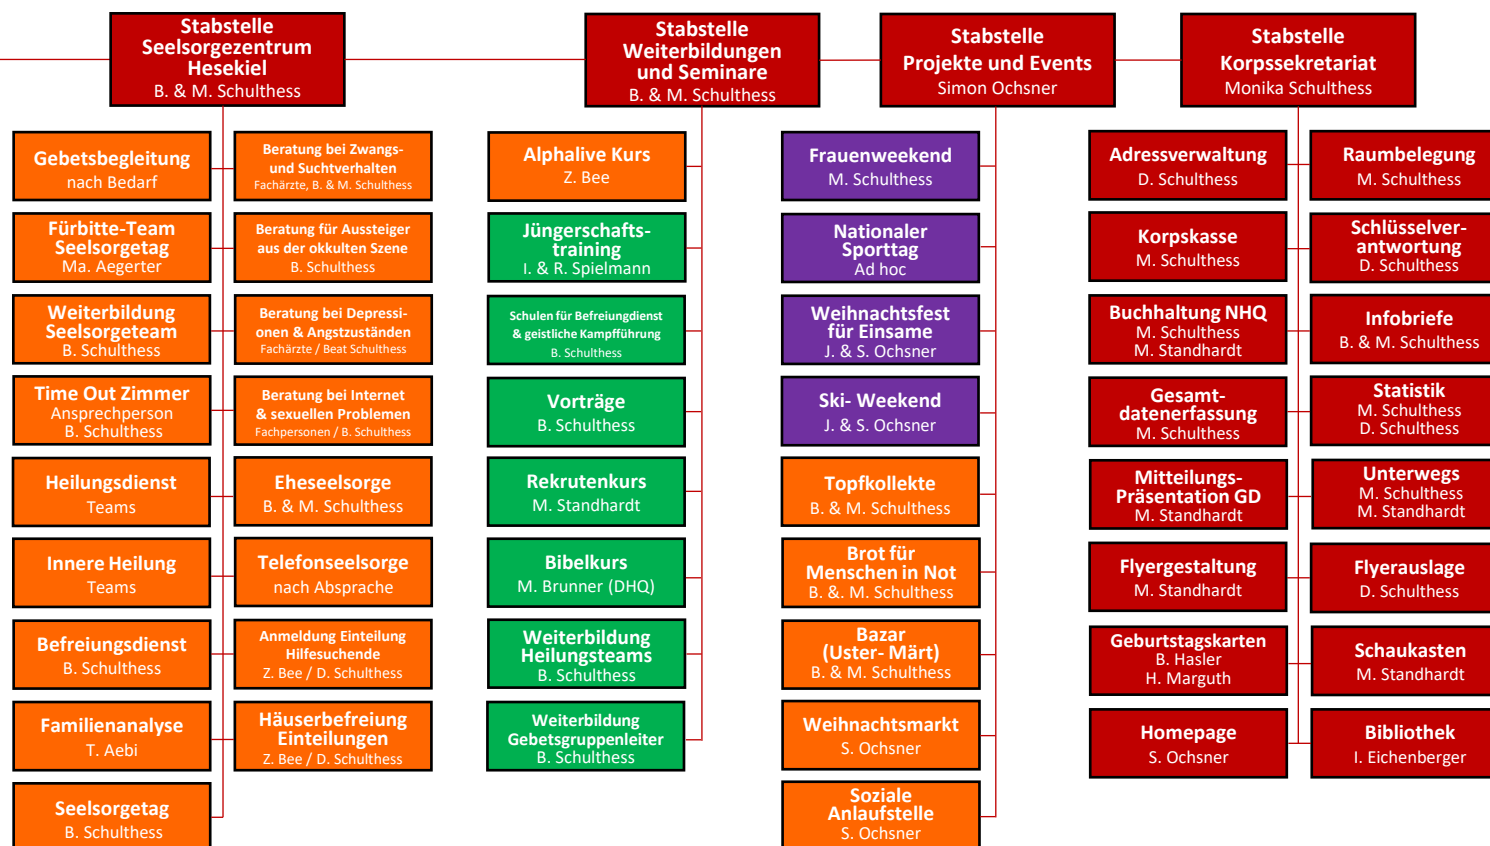 Stabstelle
Seelsorgezentrum
Hesekiel
B. & M. Schulthess
Stabstelle
Weiterbildungen
und Seminare
B. & M. Schulthess
Stabstelle
Projekte und Events
Simon Ochsner
Stabstelle
Korpssekretariat
Monika Schulthess
Gebetsbegleitung
nach Bedarf
Beratung bei Zwangs-
und Suchtverhalten
Fachärzte, B. & M. Schulthess
Fürbitte-Team
Seelsorgetag
Ma. Aegerter
Beratung für Aussteiger
aus der okkulten Szene
B. Schulthess
Weiterbildung
Seelsorgeteam
B. Schulthess
Beratung bei Depressi-
onen & Angstzuständen
Fachärzte / Beat Schulthess
Time Out Zimmer
Ansprechperson
B. Schulthess
Beratung bei Internet
& sexuellen Problemen
Fachpersonen / B. Schulthess
Heilungsdienst
Teams
Eheseelsorge
B. & M. Schulthess
Innere Heilung
Teams
Telefonseelsorge
nach Absprache
Befreiungsdienst
B. Schulthess
Anmeldung Einteilung
Hilfesuchende
Z. Bee / D. Schulthess
Familienanalyse
T. Aebi
Häuserbefreiung
Einteilungen
Z. Bee / D. Schulthess
Seelsorgetag
B. Schulthess
Alphalive Kurs
Z. Bee
Jüngerschafts-
training
I. & R. Spielmann
Schulen für Befreiungdienst
& geistliche Kampfführung
B. Schulthess
Vorträge
B. Schulthess
Rekrutenkurs
M. Standhardt
Bibelkurs
M. Brunner (DHQ)
Weiterbildung
Heilungsteams
B. Schulthess
Weiterbildung
Gebetsgruppenleiter
B. Schulthess
Frauenweekend
M. Schulthess
Nationaler
Sporttag
Ad hoc
Weihnachtsfest
für Einsame
J. & S. Ochsner
Ski- Weekend
J. & S. Ochsner
Topfkollekte
B. & M. Schulthess
Brot für
Menschen in Not
B. &. M. Schulthess
Bazar
(Uster- Märt)
B. & M. Schulthess
Weihnachtsmarkt
S. Ochsner
Soziale
Anlaufstelle
S. Ochsner
Adressverwaltung
D. Schulthess
Raumbelegung
M. Schulthess
Korpskasse
M. Schulthess
Schlüsselver-
antwortung
D. Schulthess
Buchhaltung NHQ
M. Schulthess
M. Standhardt
Infobriefe
B. & M. Schulthess
Gesamt-
datenerfassung
M. Schulthess
Statistik
M. Schulthess
D. Schulthess
Mitteilungs-
Präsentation GD
M. Standhardt
Unterwegs
M. Schulthess
M. Standhardt
Flyergestaltung
M. Standhardt
Flyerauslage
D. Schulthess
Geburtstagskarten
B. Hasler
H. Marguth
Schaukasten
M. Standhardt
Homepage
S. Ochsner
Bibliothek
I. Eichenberger